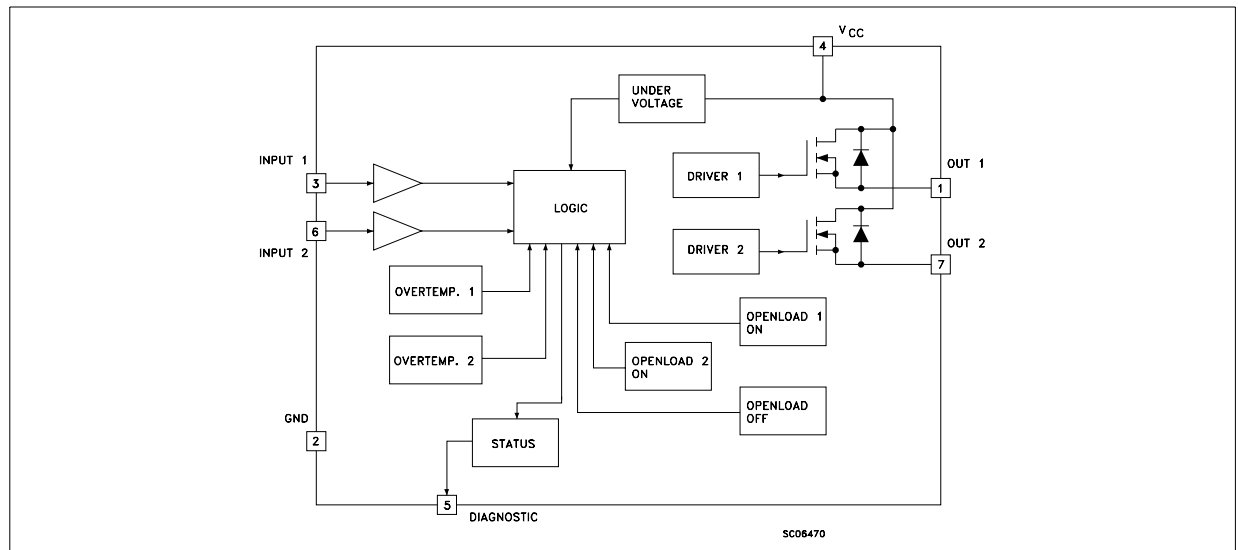 VCC
4
UNDER
VOLTAGE
INPUT 1
3
DRIVER 1
OUT 1
1
LOGIC
6
INPUT 2
DRIVER 2
OUT 2
7
OVERTEMP. 1
OPENLOAD 1
ON
OVERTEMP. 2
OPENLOAD 2
ON
OPENLOAD
OFF
GND
2
STATUS
5
DIAGNOSTIC
SC06470